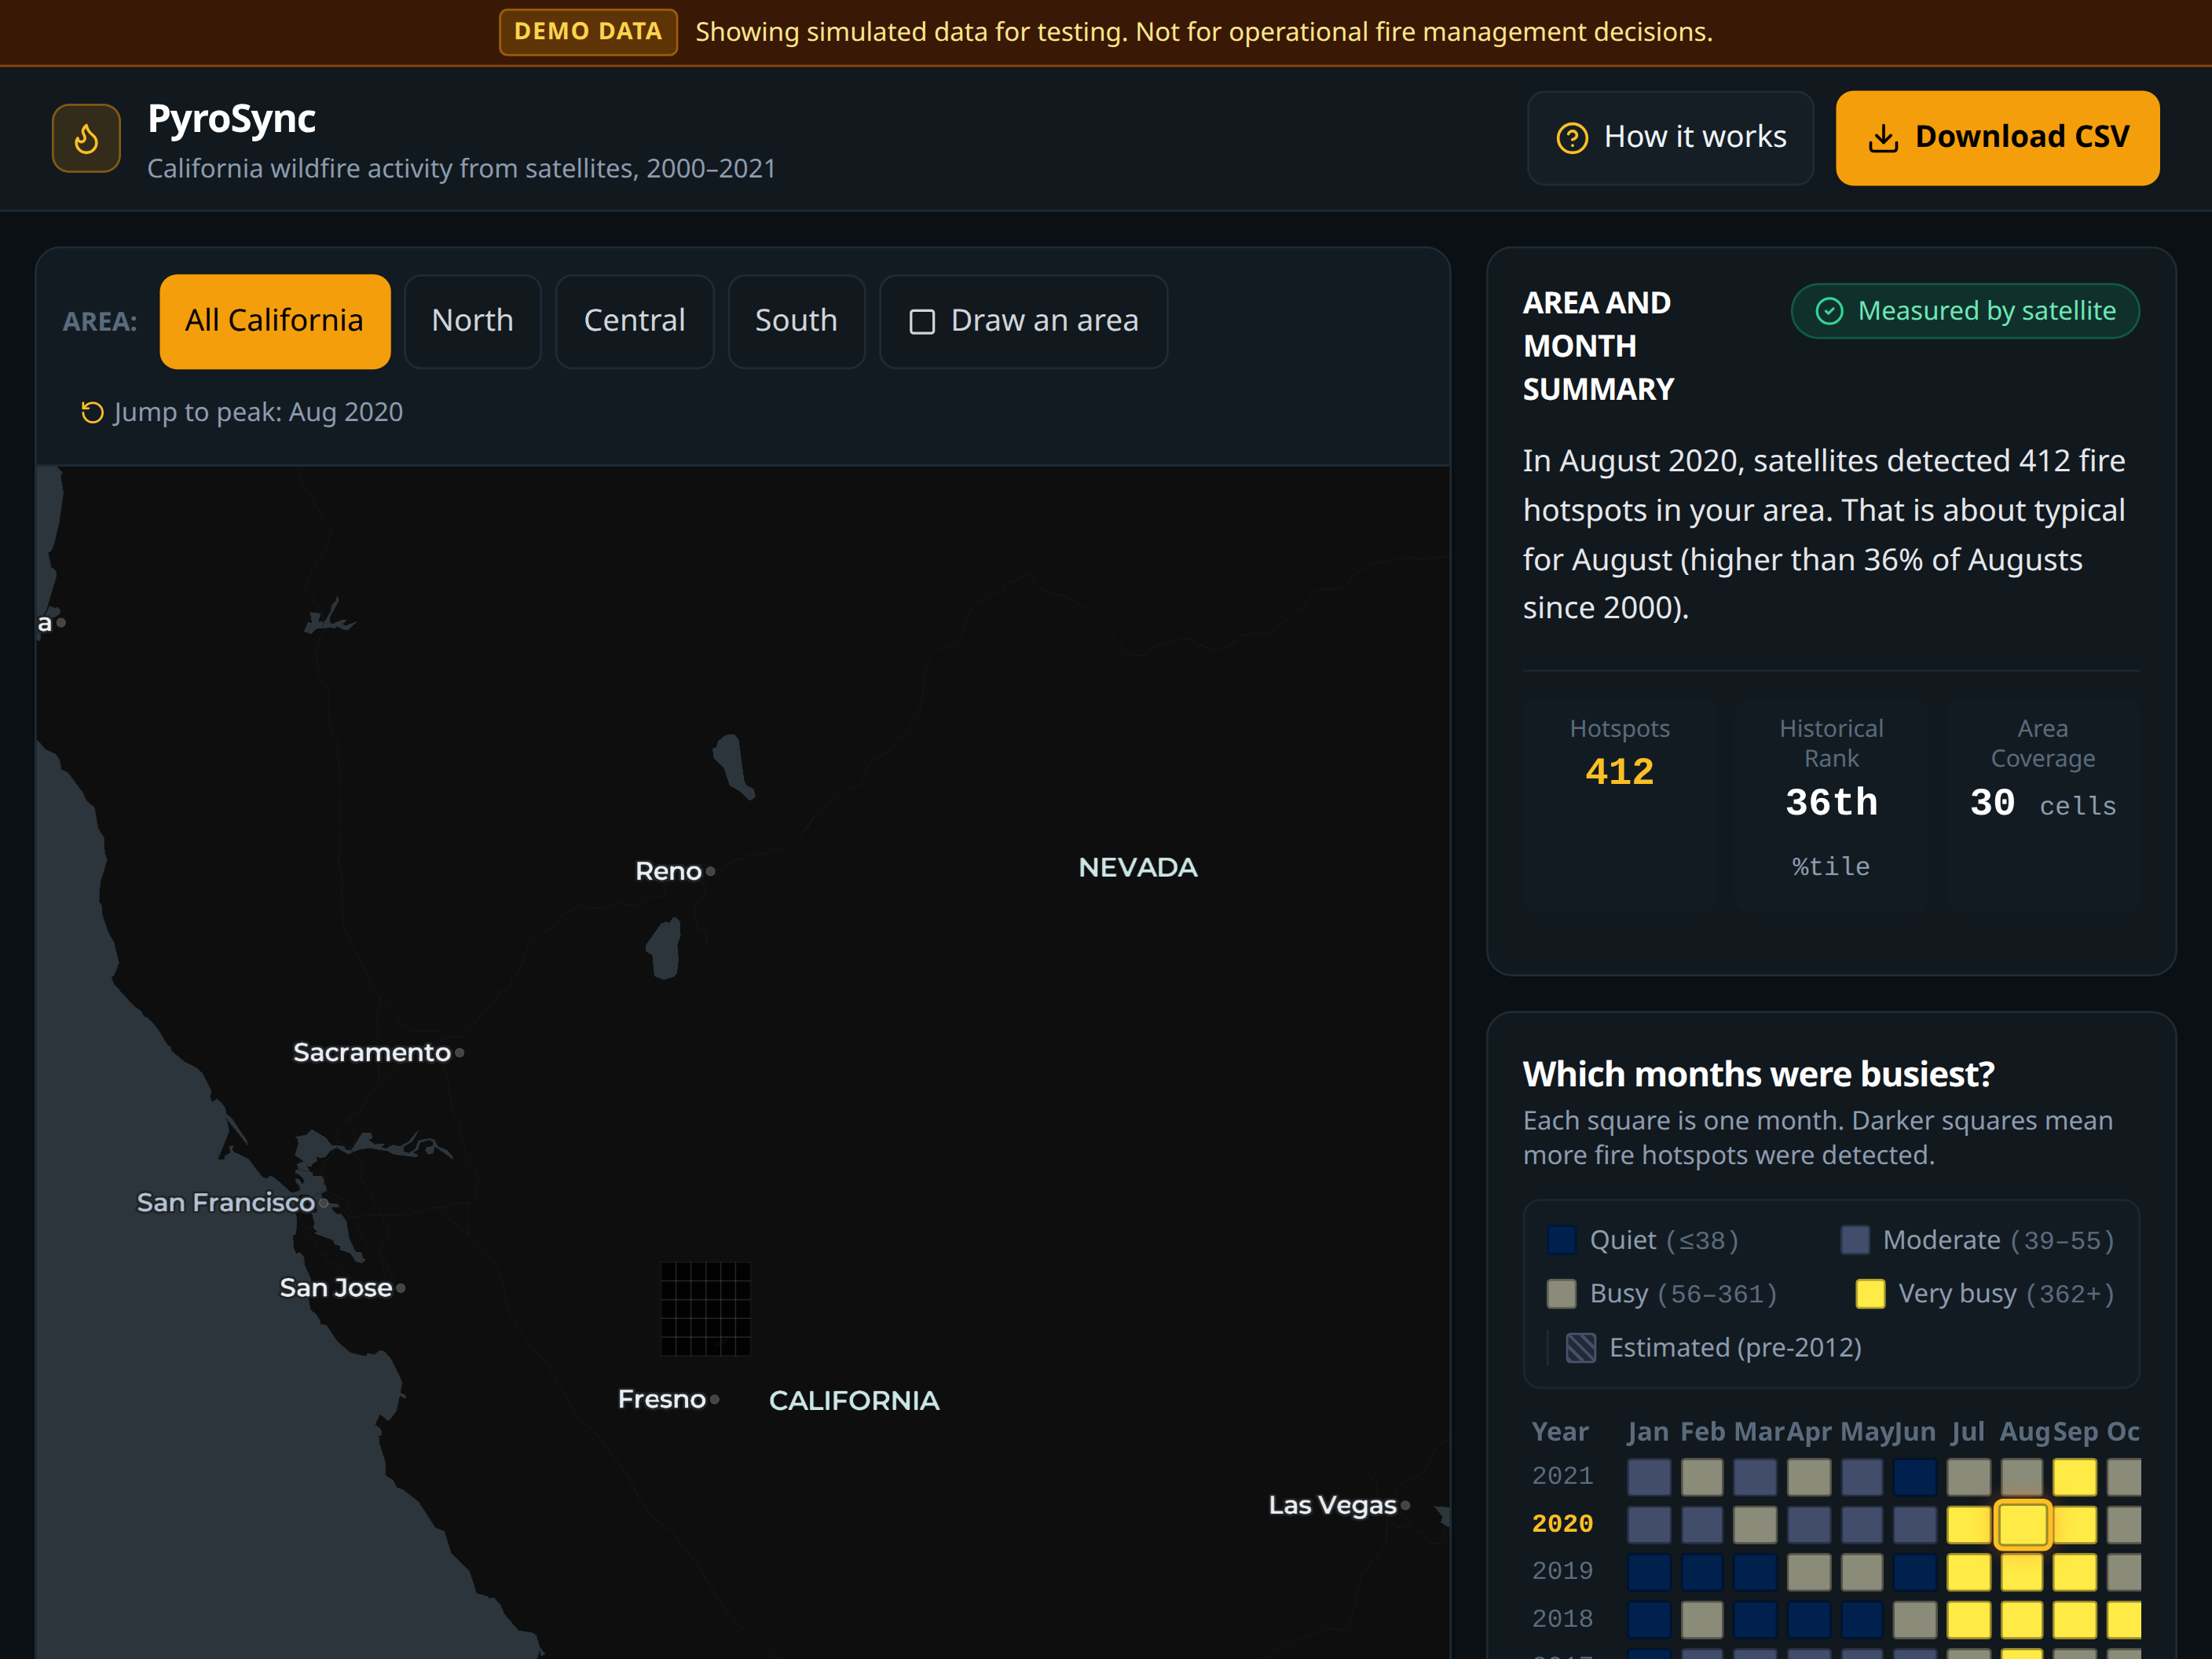 DEMO DATA Showing simulated data for testing. Not for operational fire management decisions.
PyroSync
California wildfire activity from satellites, 2000–2021
How it works
Download CSV
AREA: All California North Central South Draw an area
Jump to peak: Aug 2020
a
Reno
NEVADA
Sacramento
San Francisco
San Jose
Fresno
CALIFORNIA
Las Vegas
AREA AND
MONTH
SUMMARY
Measured by satellite
In August 2020, satellites detected 412 fire
hotspots in your area. That is about typical
for August (higher than 36% of Augusts
since 2000).
Hotspots
412
Historical
Rank
36th
%tile
Area
Coverage
30 cells
Which months were busiest?
Each square is one month. Darker squares mean
more fire hotspots were detected.
Quiet (≤38) Moderate (39–55)
Busy (56–361) Very busy (362+)
Estimated (pre-2012)
Year Jan Feb Mar Apr May Jun Jul Aug Sep Oc
2021
2020
2019
2018